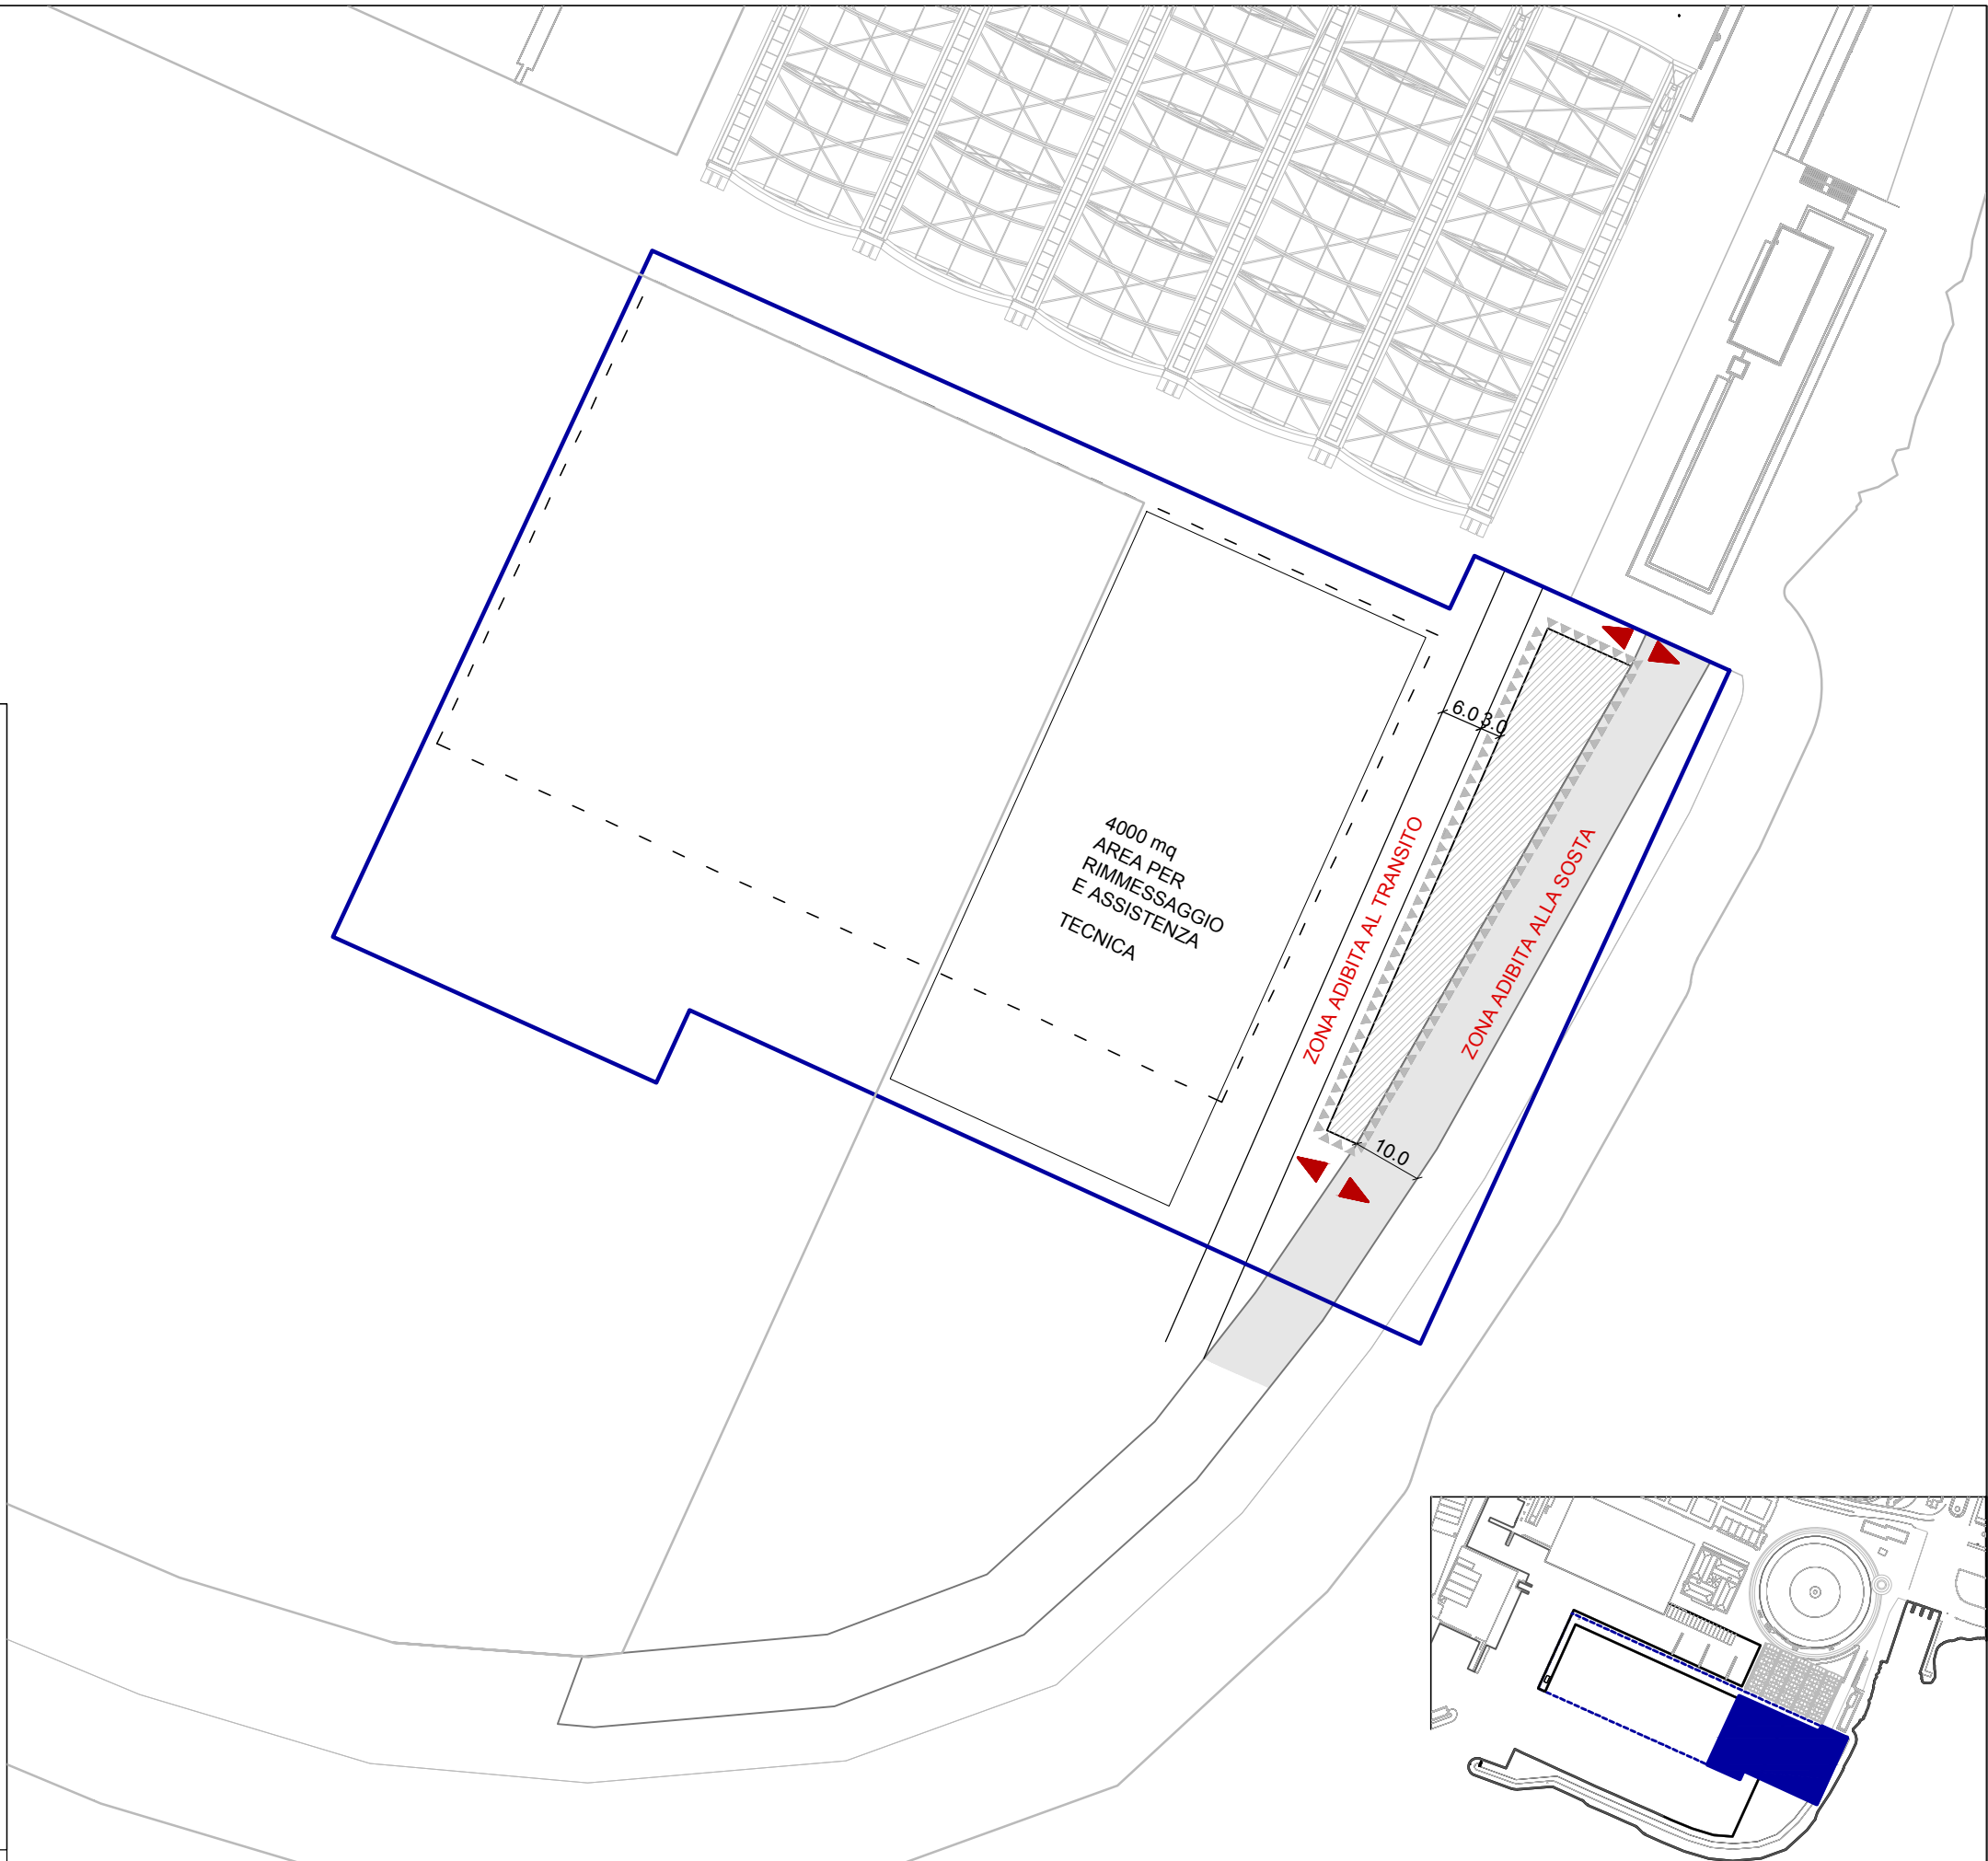 6.0
3.0
4000 mq
AREA PER
RIMMESSAGGIO
E ASSISTENZA
TECNICA
ZONA ADIBITA AL TRANSITO
ZONA ADIBITA ALLA SOSTA
10.0